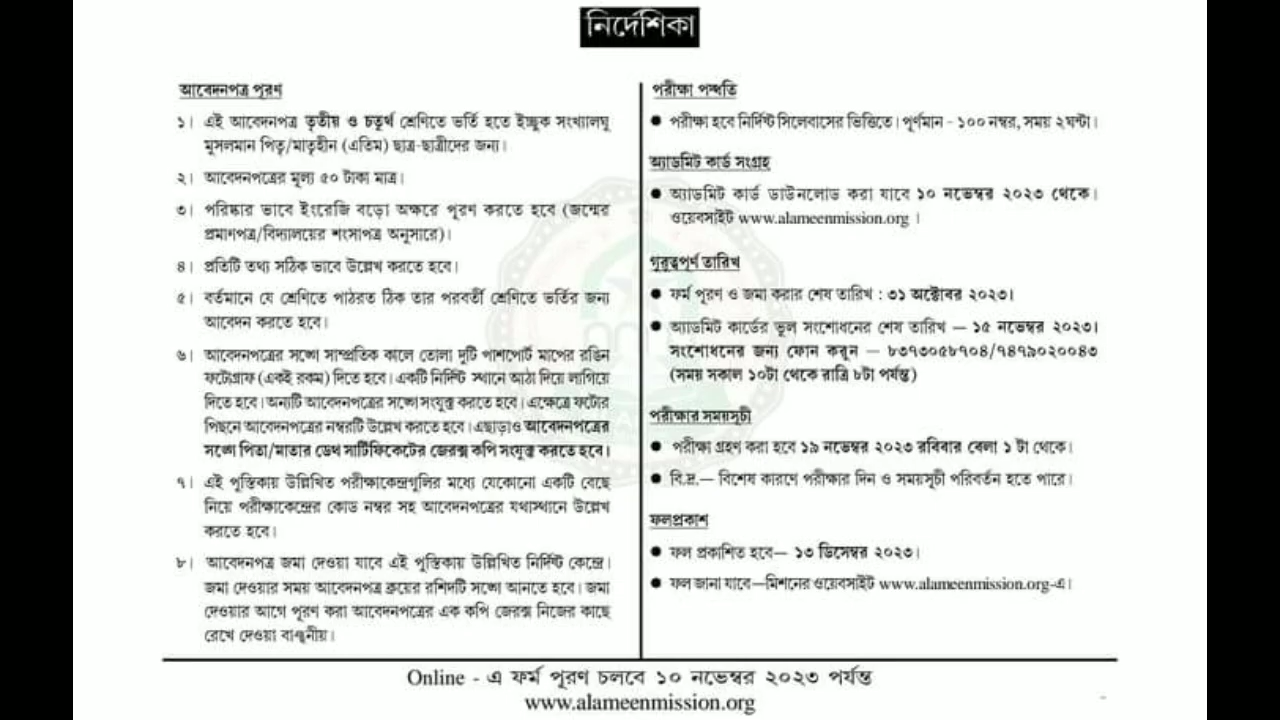 নির্দেশিকা
আবেদনপত্র পূরণ
১। এই আবেদনপত্র তৃতীয় ও চতুর্থ শ্রেণিতে ভর্তি হতে ইচ্ছুক সংখ্যালঘু
মুসলমান পিতৃ/মাতৃহীন (এতিম) ছাত্র-ছাত্রীদের জন্য।
২। আবেদনপত্রের মূল্য ৫০ টাকা মাত্র।
৩। পরিষ্কার ভাবে ইংরেজি বড়ো অক্ষরে পূরণ করতে হবে (জন্মের
প্রমাণপত্র/বিদ্যালয়ের শংসাপত্র অনুসারে)।
৪। প্রতিটি তথ্য সঠিক ভাবে উল্লেখ করতে হবে।
৫। বর্তমানে যে শ্রেণিতে পাঠরত ঠিক তার পরবর্তী শ্রেণিতে ভর্তির জন্য
আবেদন করতে হবে।
৬। আবেদনপত্রের সঙ্গে সাম্প্রতিক কালে তোলা দুটি পাশপোর্ট মাপের রঙিন
ফটোগ্রাফ (একই রকম) দিতে হবে। একটি নির্দিষ্ট স্থানে আঠা দিয়ে লাগিয়ে
দিতে হবে। অন্যটি আবেদনপত্রের সঙ্গে সংযুক্ত করতে হবে। এক্ষেত্রে ফটোর
পিছনে আবেদনপত্রের নম্বরটি উল্লেখ করতে হবে। এছাড়াও আবেদনপত্রের
সঙ্গে পিতা/মাতার ডেথ সার্টিফিকেটের জেরক্স কপি সংযুক্ত করতে হবে।
৭। এই পুস্তিকায় উল্লিখিত পরীক্ষাকেন্দ্রগুলির মধ্যে যেকোনো একটি বেছে
নিয়ে পরীক্ষাকেন্দ্রের কোড নম্বর সহ আবেদনপত্রের যথাস্থানে উল্লেখ
করতে হবে।
৮। আবেদনপত্র জমা দেওয়া যাবে এই পুস্তিকায় উল্লিখিত নির্দিষ্ট কেন্দ্রে।
জমা দেওয়ার সময় আবেদনপত্র ক্রয়ের রশিদটি সঙ্গে আনতে হবে। জমা
দেওয়ার আগে পূরণ করা আবেদনপত্রের এক কপি জেরক্স নিজের কাছে
রেখে দেওয়া বাঞ্ছনীয়।
পরীক্ষা পদ্ধতি
● পরীক্ষা হবে নির্দিষ্ট সিলেবাসের ভিত্তিতে। পূর্ণমান - ১০০ নম্বর, সময় ২ঘন্টা।
অ্যাডমিট কার্ড সংগ্রহ
● অ্যাডমিট কার্ড ডাউনলোড করা যাবে ১০ নভেম্বর ২০২৩ থেকে।
ওয়েবসাইট www.alameenmission.org ।
গুরুত্বপূর্ণ তারিখ
● ফর্ম পূরণ ও জমা করার শেষ তারিখ : ৩১ অক্টোবর ২০২৩।
● অ্যাডমিট কার্ডের ভুল সংশোধনের শেষ তারিখ — ১৫ নভেম্বর ২০২৩।
সংশোধনের জন্য ফোন করুন — ৮৩৭৩০৫৮৭০৪/৭৪৭৯০২০০৪৩
(সময় সকাল ১০টা থেকে রাত্রি ৮টা পর্যন্ত)
পরীক্ষার সময়সূচী
● পরীক্ষা গ্রহণ করা হবে ১৯ নভেম্বর ২০২৩ রবিবার বেলা ১ টা থেকে।
● বি.দ্র.— বিশেষ কারণে পরীক্ষার দিন ও সময়সূচী পরিবর্তন হতে পারে।
ফলপ্রকাশ
● ফল প্রকাশিত হবে— ১৩ ডিসেম্বর ২০২৩।
● ফল জানা যাবে—মিশনের ওয়েবসাইট www.alameenmission.org-এ।
Online - এ ফর্ম পূরণ চলবে ১০ নভেম্বর ২০২৩ পর্যন্ত
www.alameenmission.org